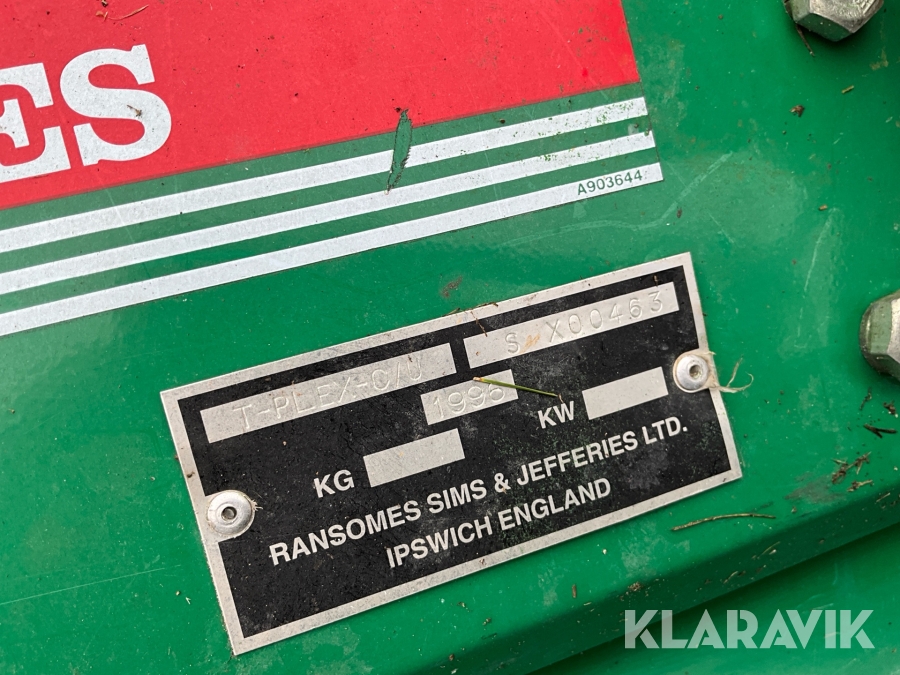 ES
A903644
T-PLEX-C/U S X00463
1996
KG KW
RANSOMES SIMS & JEFFERIES LTD.
IPSWICH ENGLAND
KLARAVIK